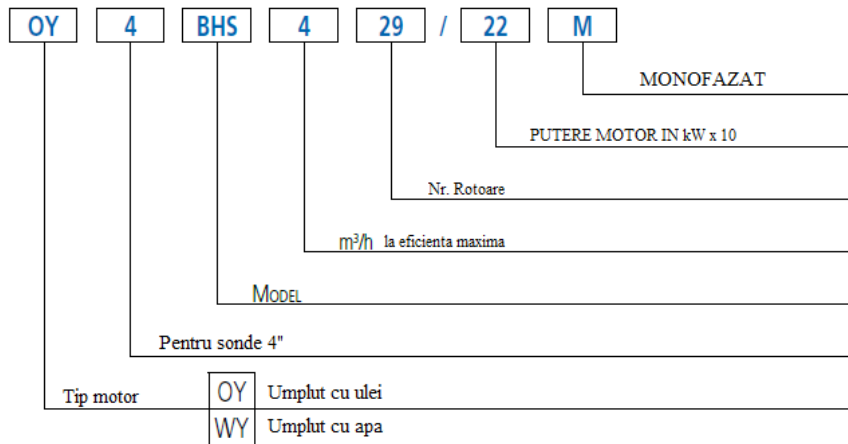 OY 4 BHS 4 29 / 22 M
MONOFAZAT
PUTERE MOTOR IN kW x 10
Nr. Rotoare
m³/h la eficienta maxima
MODEL
Pentru sonde 4"
Tip motor OY Umplut cu ulei
WY Umplut cu apa